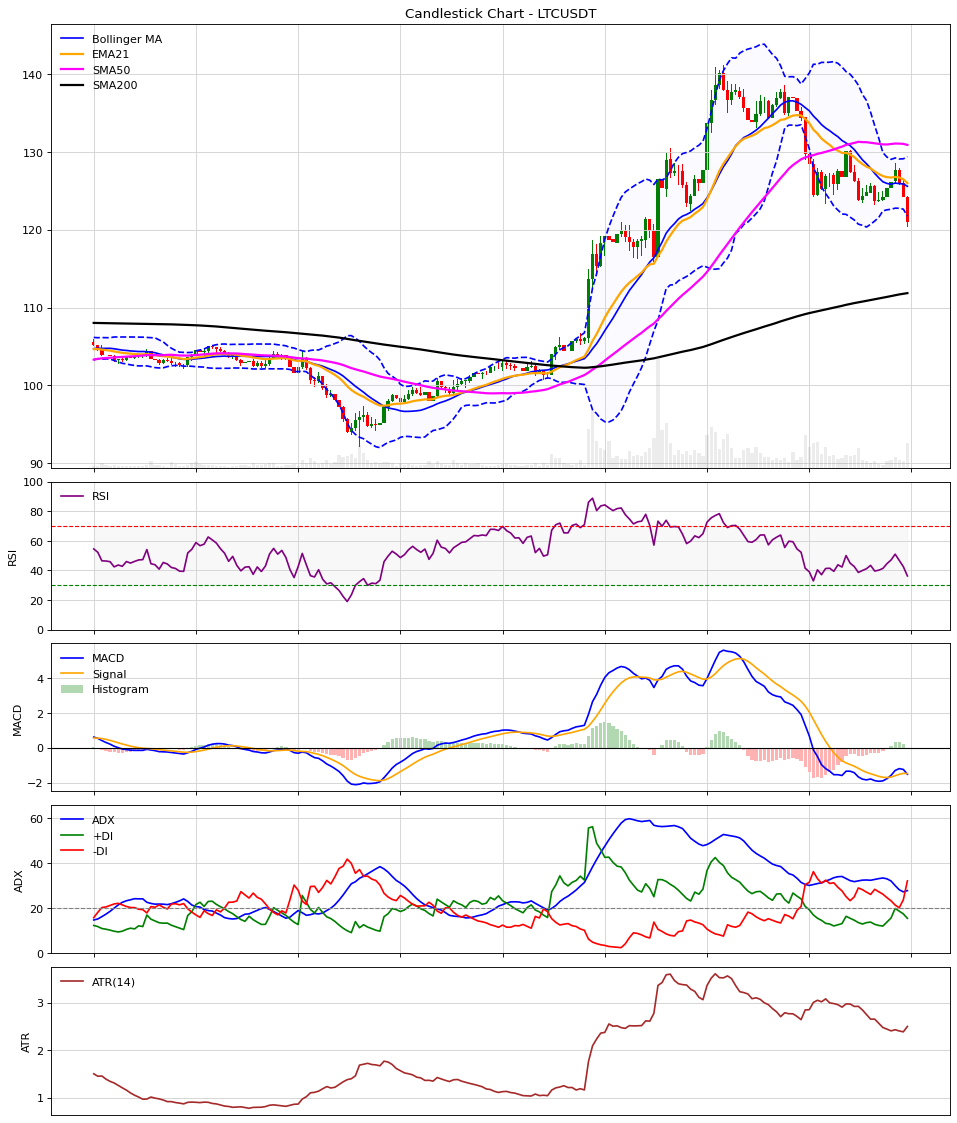 Candlestick Chart - LTCUSDT
Bollinger MA
EMA21
SMA50
SMA200
140
130
120
110
100
90
RSI
100
80
60
40
20
0
RSI
MACD
Signal
Histogram
4
2
0
−2
MACD
ADX
+DI
-DI
60
40
20
0
ADX
ATR(14)
3
2
1
ATR